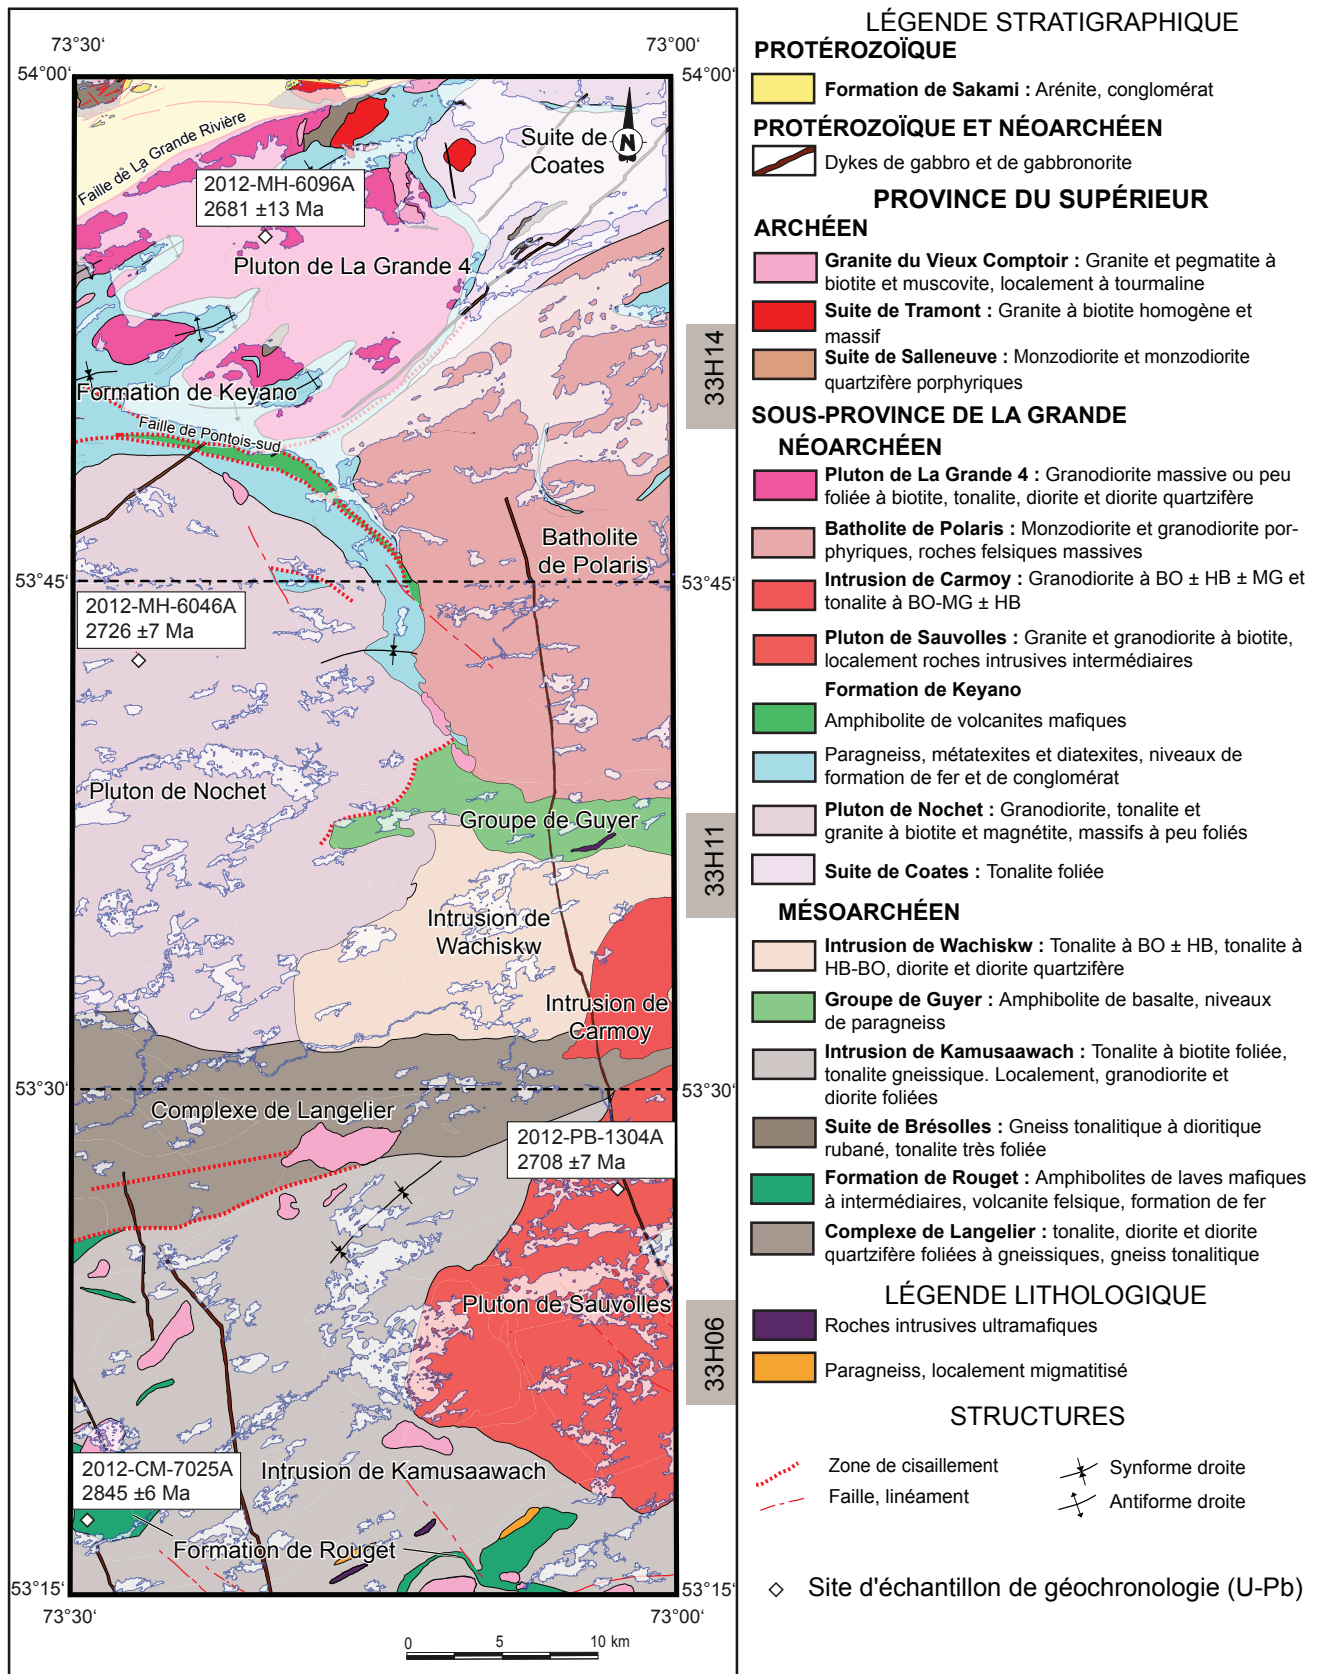 73°30‘
73°00‘
54°00‘
54°00‘
Faille de La Grande Rivière
Suite de
Coates
N
2012-MH-6096A
2681 ±13 Ma
Pluton de La Grande 4
Formation de Keyano
Faille de Pontois-sud
33H14
Batholite
de Polaris
53°45‘
53°45‘
2012-MH-6046A
2726 ±7 Ma
Pluton de Nochet
Groupe de Guyer
33H11
Intrusion de
Wachiskw
Intrusion de
Carmoy
53°30‘
53°30‘
Complexe de Langelier
2012-PB-1304A
2708 ±7 Ma
Pluton de Sauvolles
33H06
2012-CM-7025A
2845 ±6 Ma
Intrusion de Kamusaawach
Formation de Rouget
53°15‘
53°15‘
73°30‘
73°00‘
0 5 10 km
LÉGENDE STRATIGRAPHIQUE
PROTÉROZOÏQUE
Formation de Sakami : Arénite, conglomérat
PROTÉROZOÏQUE ET NÉOARCHÉEN
Dykes de gabbro et de gabbronorite
PROVINCE DU SUPÉRIEUR
ARCHÉEN
Granite du Vieux Comptoir : Granite et pegmatite à
biotite et muscovite, localement à tourmaline
Suite de Tramont : Granite à biotite homogène et
massif
Suite de Salleneuve : Monzodiorite et monzodiorite
quartzifère porphyriques
SOUS-PROVINCE DE LA GRANDE
NÉOARCHÉEN
Pluton de La Grande 4 : Granodiorite massive ou peu
foliée à biotite, tonalite, diorite et diorite quartzifère
Batholite de Polaris : Monzodiorite et granodiorite por-
phyriques, roches felsiques massives
Intrusion de Carmoy : Granodiorite à BO ± HB ± MG et
tonalite à BO-MG ± HB
Pluton de Sauvolles : Granite et granodiorite à biotite,
localement roches intrusives intermédiaires
Formation de Keyano
Amphibolite de volcanites mafiques
Paragneiss, métatexites et diatexites, niveaux de
formation de fer et de conglomérat
Pluton de Nochet : Granodiorite, tonalite et
granite à biotite et magnétite, massifs à peu foliés
Suite de Coates : Tonalite foliée
MÉSOARCHÉEN
Intrusion de Wachiskw : Tonalite à BO ± HB, tonalite à
HB-BO, diorite et diorite quartzifère
Groupe de Guyer : Amphibolite de basalte, niveaux
de paragneiss
Intrusion de Kamusaawach : Tonalite à biotite foliée,
tonalite gneissique. Localement, granodiorite et
diorite foliées
Suite de Brésolles : Gneiss tonalitique à dioritique
rubané, tonalite très foliée
Formation de Rouget : Amphibolites de laves mafiques
à intermédiaires, volcanite felsique, formation de fer
Complexe de Langelier : tonalite, diorite et diorite
quartzifère foliées à gneissiques, gneiss tonalitique
LÉGENDE LITHOLOGIQUE
Roches intrusives ultramafiques
Paragneiss, localement migmatitisé
STRUCTURES
Zone de cisaillement
Synforme droite
Faille, linéament
Antiforme droite
Site d'échantillon de géochronologie (U-Pb)